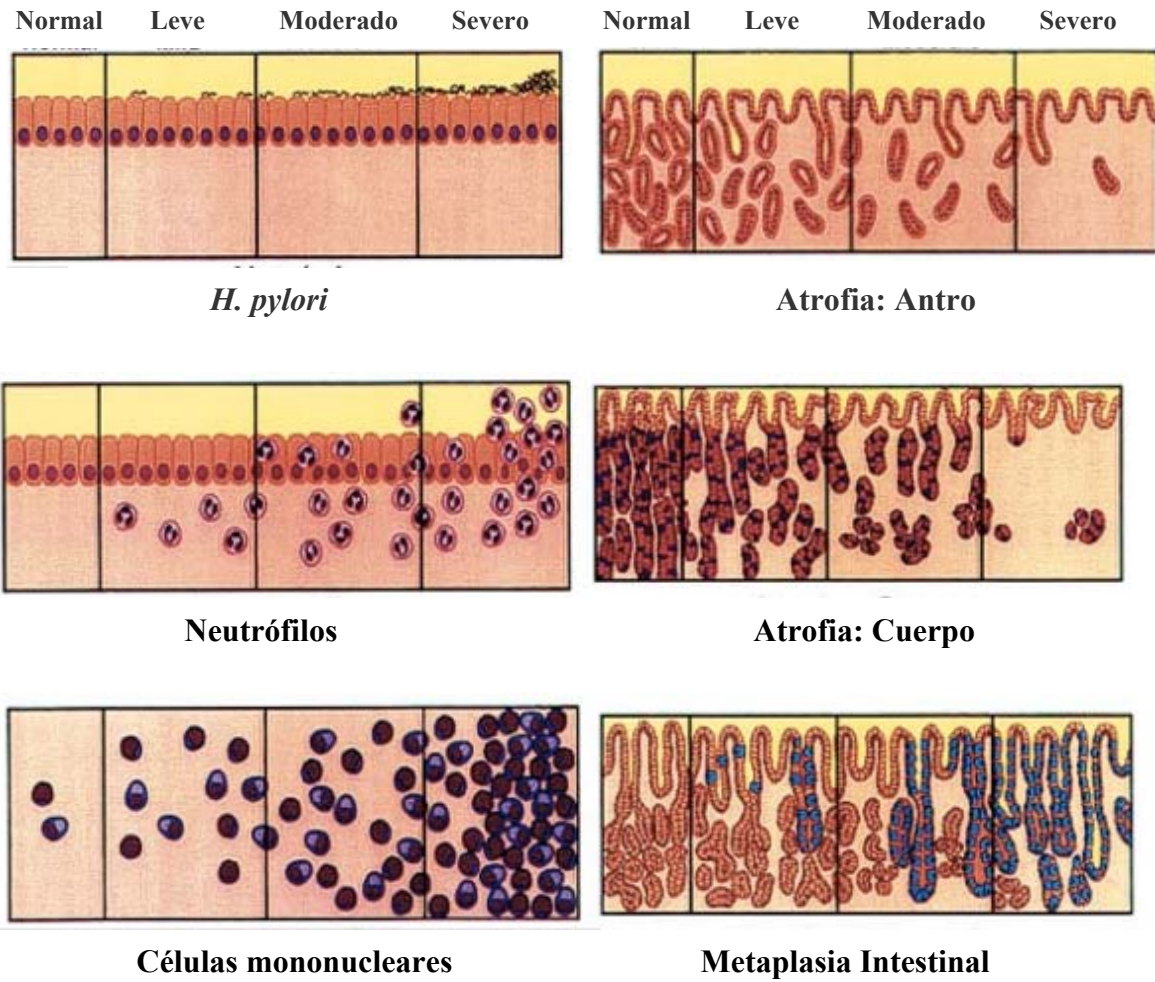 Normal Leve Moderado Severo Normal Leve Moderado Severo
H. pylori Atrofia: Antro
Neutrófilos Atrofia: Cuerpo
Células mononucleares Metaplasia Intestinal